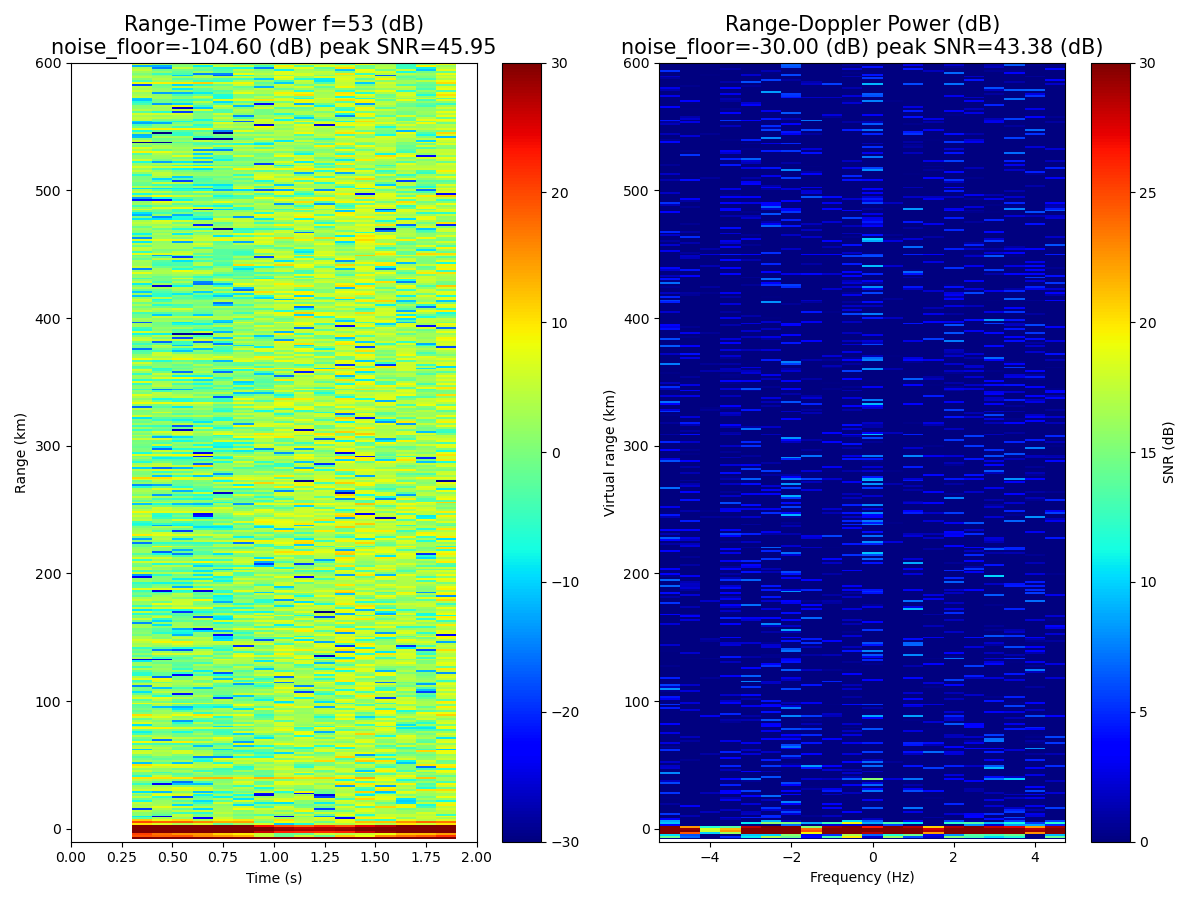 Range-Time Power f=53 (dB)
noise_floor=-104.60 (dB) peak SNR=45.95
600
500
400
300
200
100
0
Range (km)
0.00 0.25 0.50 0.75 1.00 1.25 1.50 1.75 2.00
Time (s)
30
20
10
0
−10
−20
−30
Range-Doppler Power (dB)
noise_floor=-30.00 (dB) peak SNR=43.38 (dB)
600
500
400
300
200
100
0
Virtual range (km)
−4 −2 0 2 4
Frequency (Hz)
30
25
20
15
10
5
0
SNR (dB)